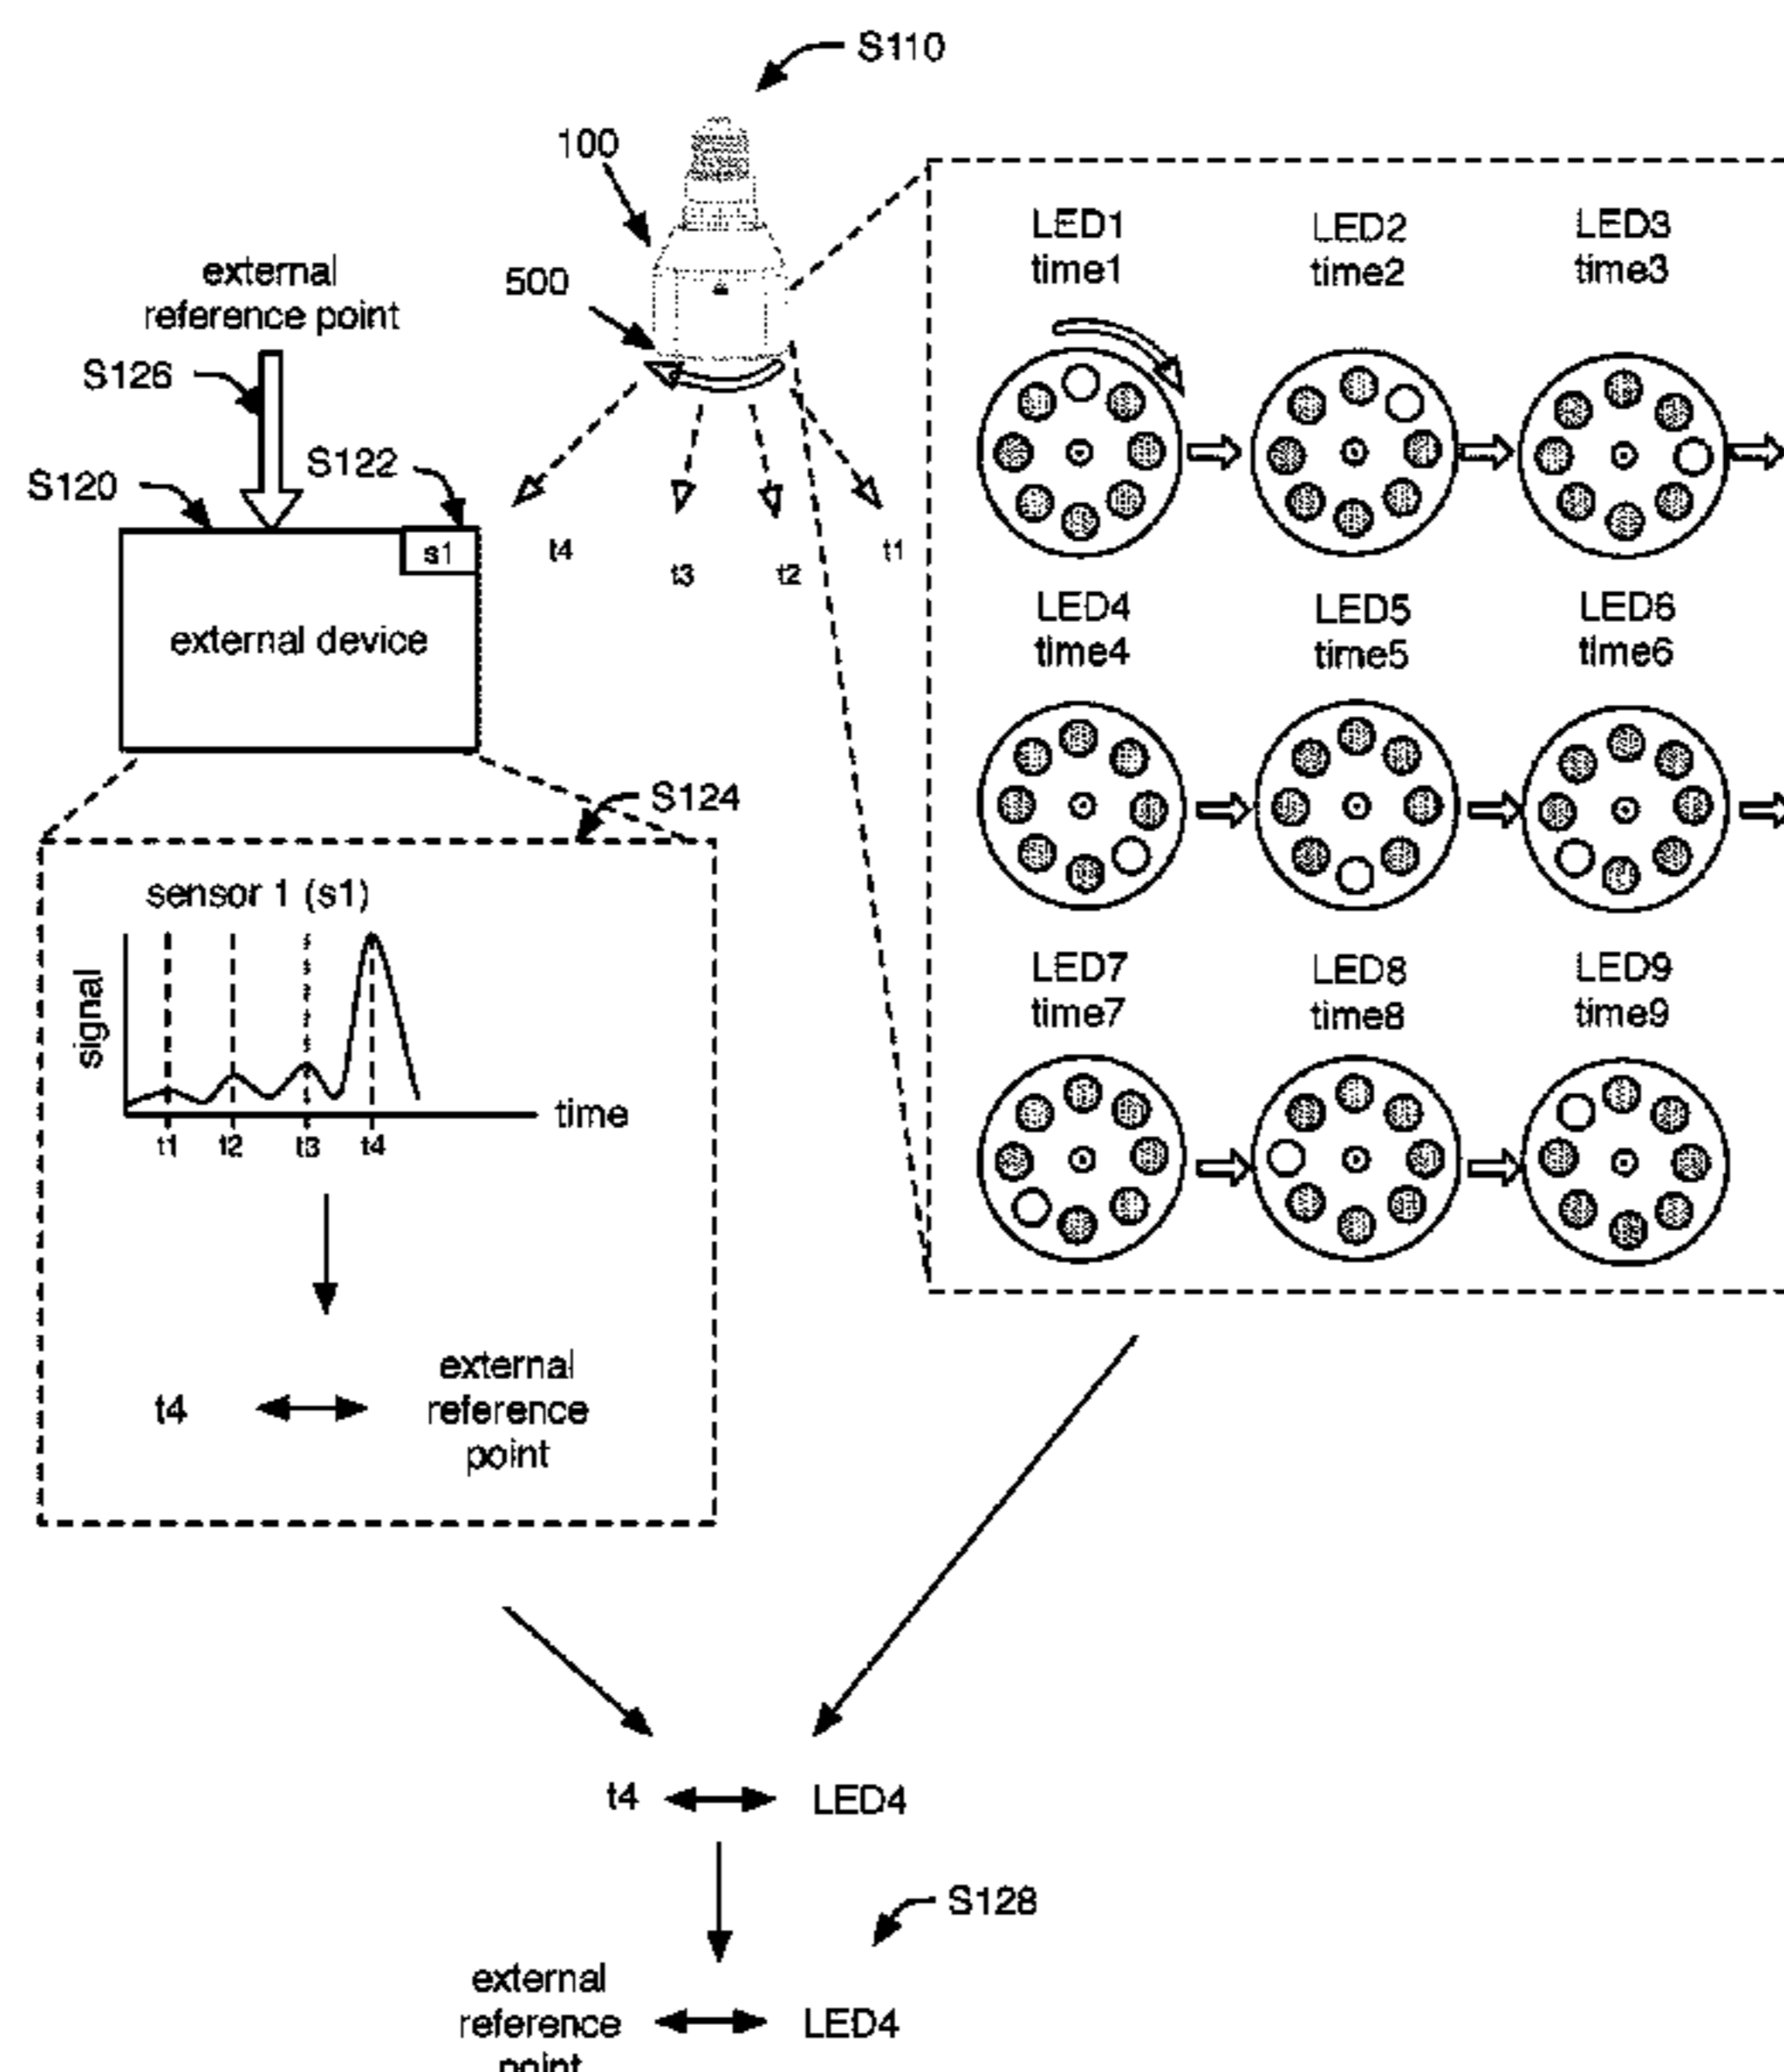 S110
100
500
external
reference point
S126
S122
S120
s1
external device
t4
t3
t2
t1
LED1
time1
LED2
time2
LED3
time3
LED4
time4
LED5
time5
LED6
time6
LED7
time7
LED8
time8
LED9
time9
S124
sensor 1 (s1)
signal
time
t1
t2
t3
t4
t4
external
reference
point
t4
LED4
S128
external
reference
point
LED4